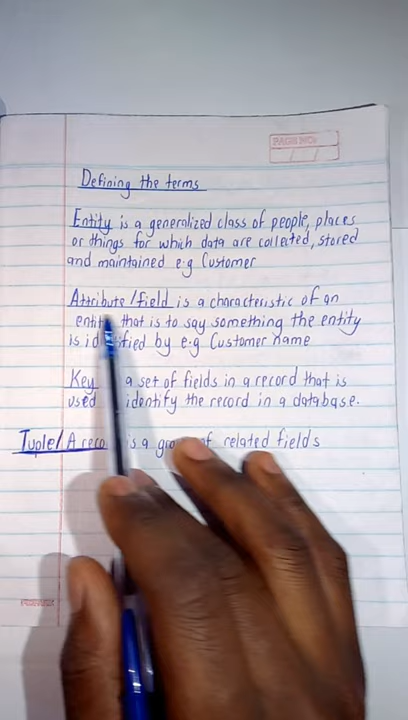 PAGE NO:
Defining the terms
Entity is a generalized class of people, places
or things for which data are collected, stored
and maintained e.g Customer
Attribute/field is a characteristic of an
that is to say something the entity
is by e.g Customer name
Key a set of fields in a record that is
used identify the record in a database.
Tuple/A is a of related fields